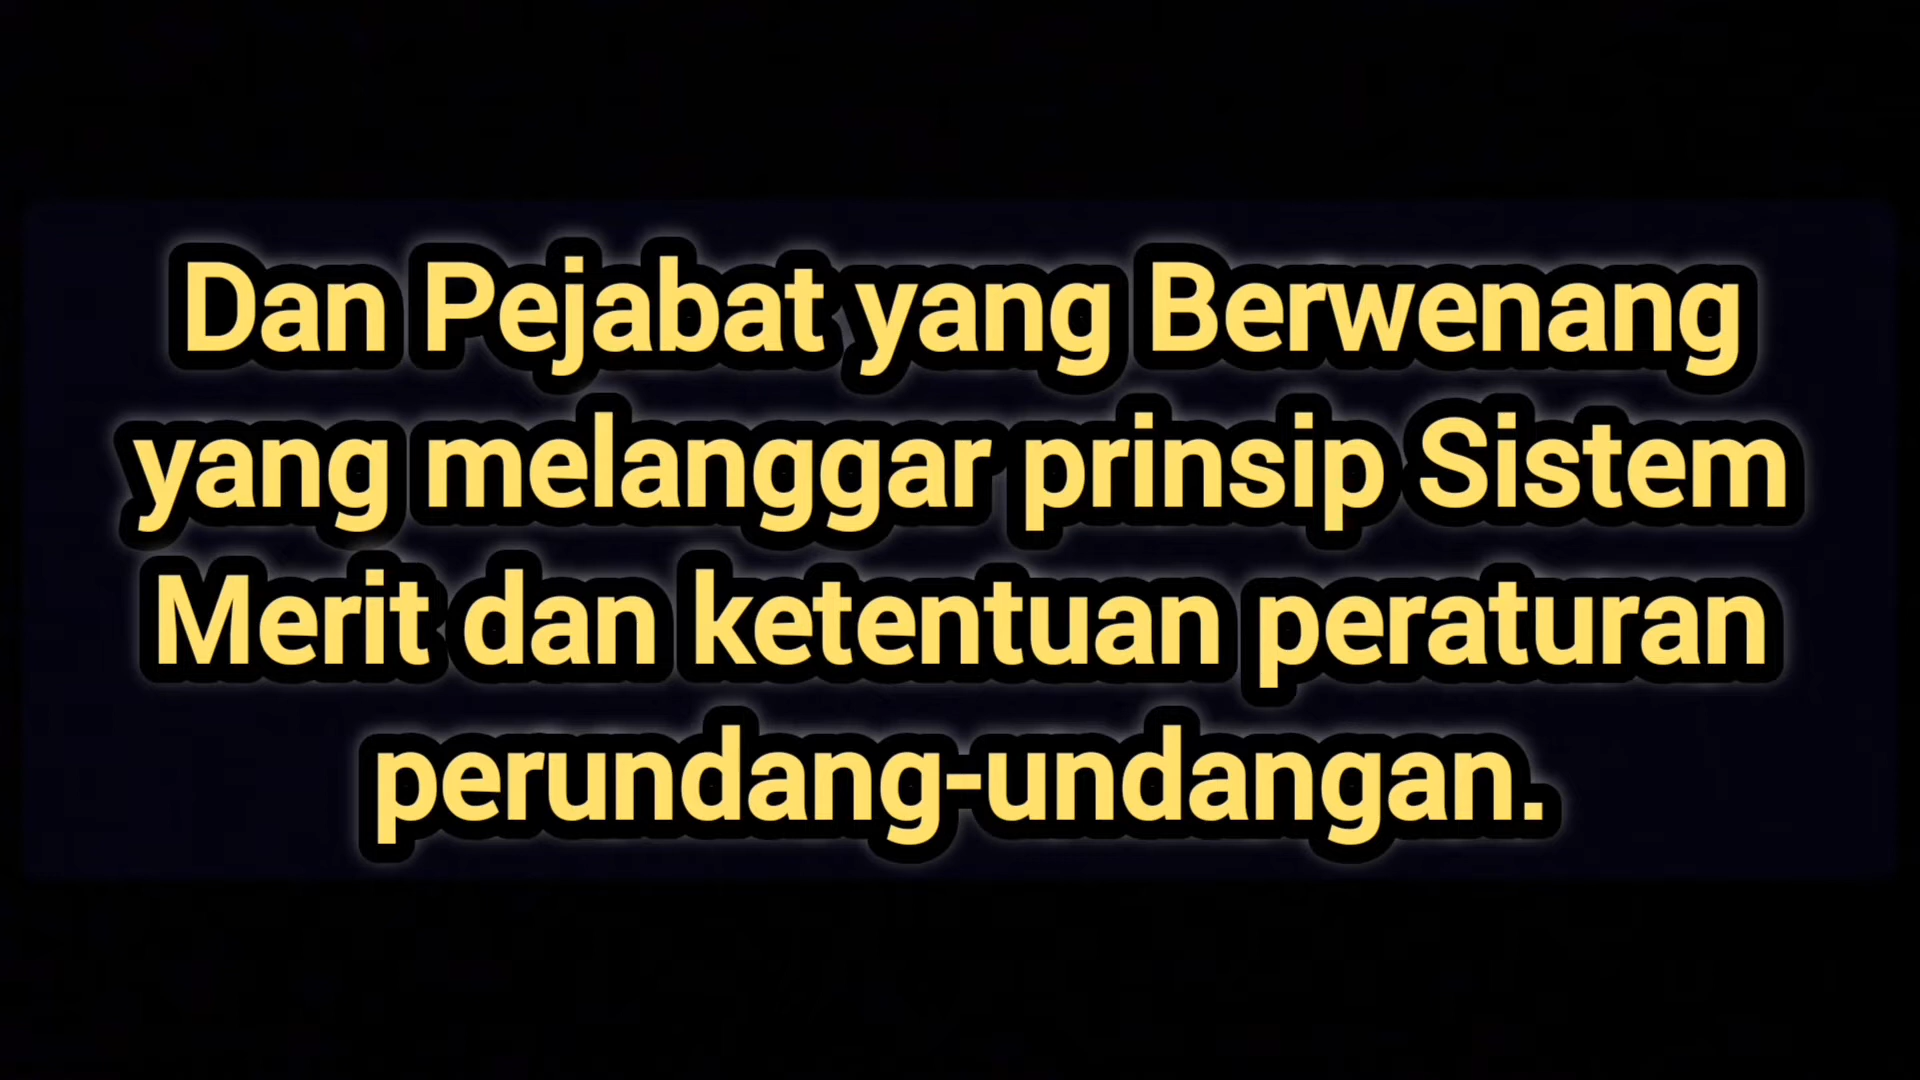 Dan Pejabat yang Berwenang
yang melanggar prinsip Sistem
Merit dan ketentuan peraturan
perundang-undangan.